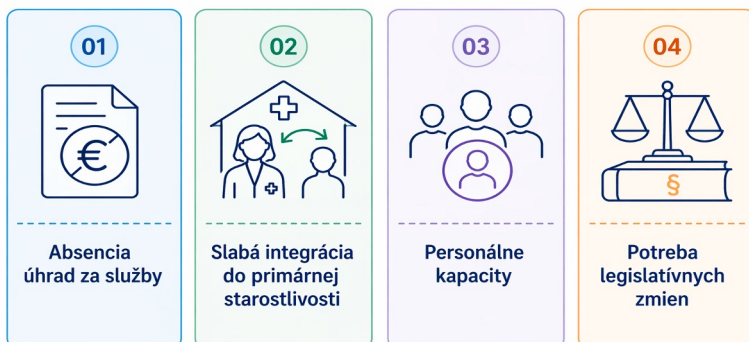 01
€
Absencia
úhrad za služby
02
Slabá integrácia
do primárnej
starostlivosti
03
Personálne
kapacity
04
§
Potreba
legislatívnych
zmien